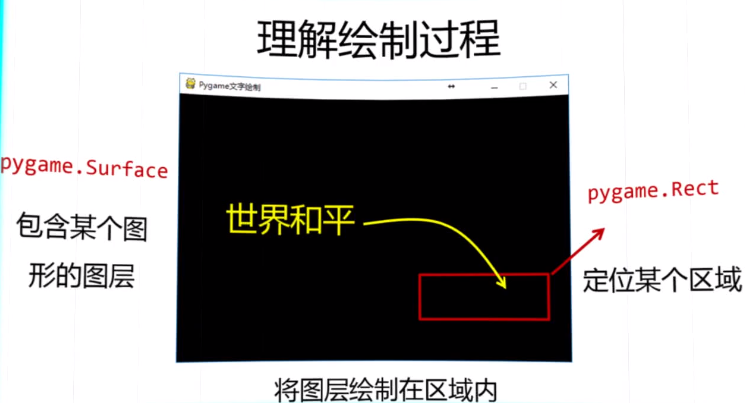 理解绘制过程
Pygame文字绘制
pygame.Surface
包含某个图
形的图层
世界和平
pygame.Rect
定位某个区域
将图层绘制在区域内